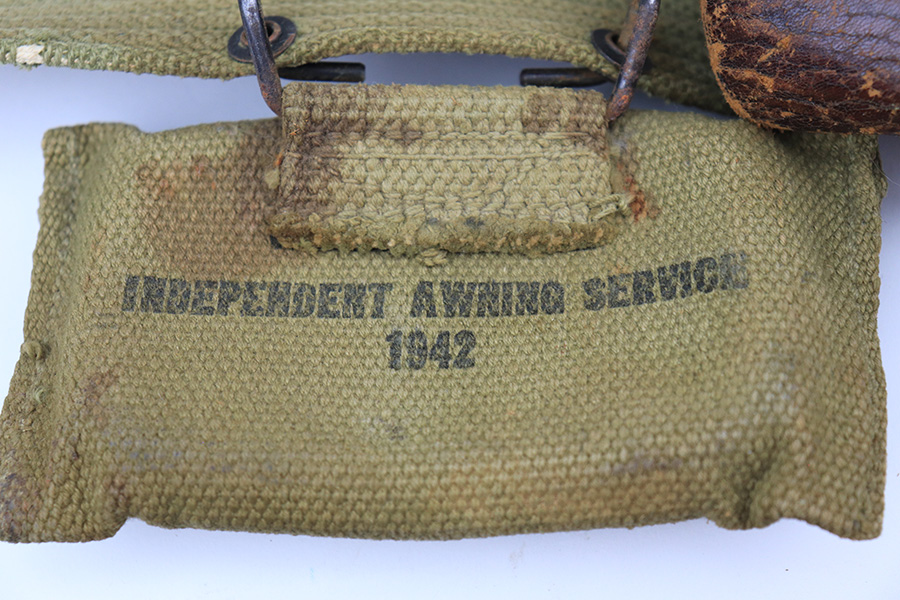 INDEPENDENT AWNING SERVICE
1942